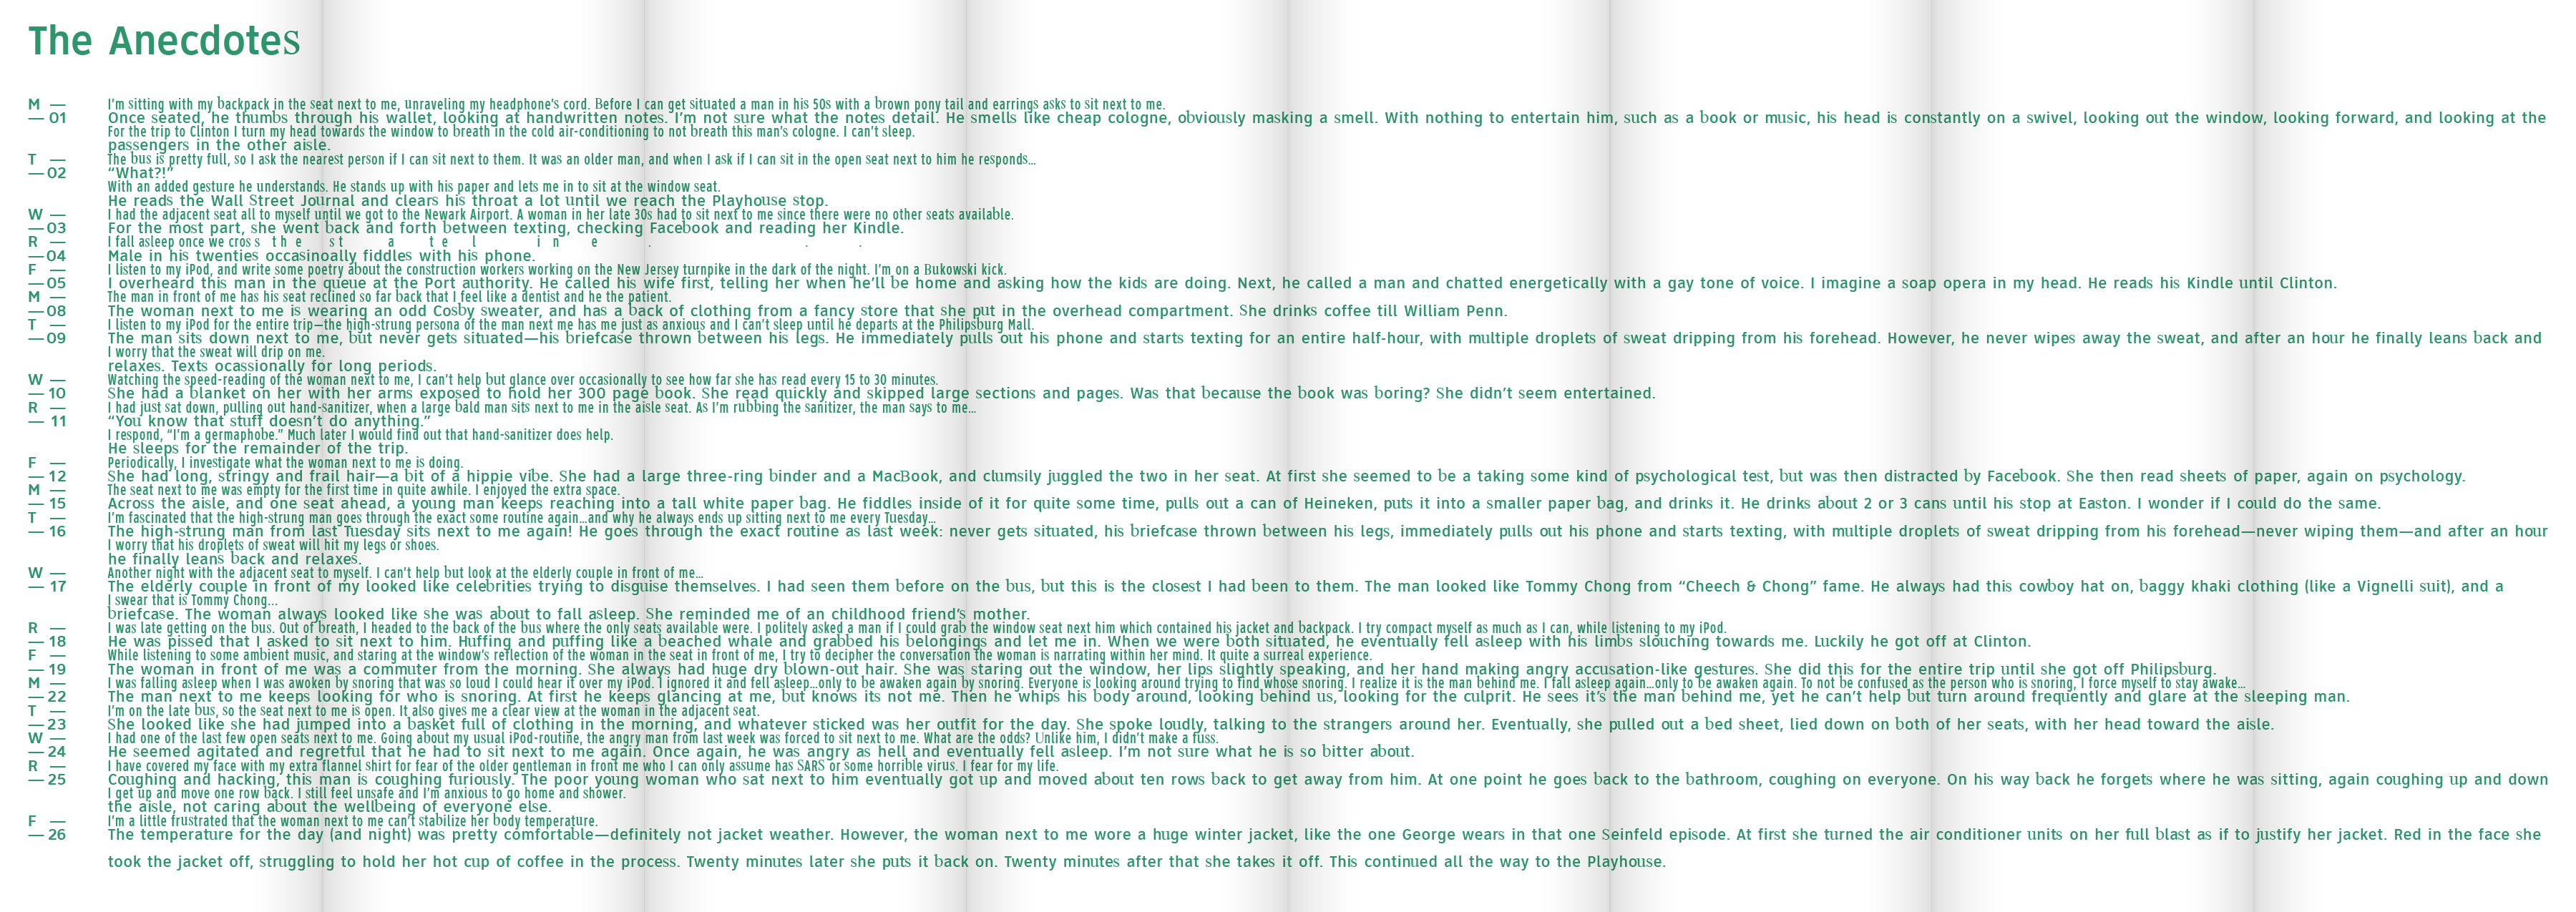 The Anecdotes
M — I'm sitting with my backpack in the seat next to me, unraveling my headphone's cord. Before I can get situated a man in his 50s with a brown pony tail and earrings asks to sit next to me.
— 01 Once seated, he thumbs through his wallet, looking at handwritten notes. I'm not sure what the notes detail. He smells like cheap cologne, obviously masking a smell. With nothing to entertain him, such as a book or music, his head is constantly on a swivel, looking out the window, looking forward, and looking at the
For the trip to Clinton I turn my head towards the window to breath in the cold air-conditioning to not breath this man's cologne. I can't sleep.
passengers in the other aisle.
T — The bus is pretty full, so I ask the nearest person if I can sit next to them. It was an older man, and when I ask if I can sit in the open seat next to him he responds…
— 02 “What?!”
With an added gesture he understands. He stands up with his paper and lets me in to sit at the window seat.
He reads the Wall Street Journal and clears his throat a lot until we reach the Playhouse stop.
W — I had the adjacent seat all to myself until we got to the Newark Airport. A woman in her late 30s had to sit next to me since there were no other seats available.
— 03 For the most part, she went back and forth between texting, checking Facebook and reading her Kindle.
R — I fall asleep once we cros s t h e s t a t e l i n e . . .
— 04 Male in his twenties occasinoally fiddles with his phone.
F — I listen to my iPod, and write some poetry about the construction workers working on the New Jersey turnpike in the dark of the night. I'm on a Bukowski kick.
— 05 I overheard this man in the queue at the Port authority. He called his wife first, telling her when he'll be home and asking how the kids are doing. Next, he called a man and chatted energetically with a gay tone of voice. I imagine a soap opera in my head. He reads his Kindle until Clinton.
M — The man in front of me has his seat reclined so far back that I feel like a dentist and he the patient.
— 08 The woman next to me is wearing an odd Cosby sweater, and has a back of clothing from a fancy store that she put in the overhead compartment. She drinks coffee till William Penn.
T — I listen to my iPod for the entire trip—the high-strung persona of the man next me has me just as anxious and I can't sleep until he departs at the Philipsburg Mall.
— 09 The man sits down next to me, but never gets situated—his briefcase thrown between his legs. He immediately pulls out his phone and starts texting for an entire half-hour, with multiple droplets of sweat dripping from his forehead. However, he never wipes away the sweat, and after an hour he finally leans back and
I worry that the sweat will drip on me.
relaxes. Texts ocassionally for long periods.
W — Watching the speed-reading of the woman next to me, I can't help but glance over occasionally to see how far she has read every 15 to 30 minutes.
— 10 She had a blanket on her with her arms exposed to hold her 300 page book. She read quickly and skipped large sections and pages. Was that because the book was boring? She didn't seem entertained.
R — I had just sat down, pulling out hand-sanitizer, when a large bald man sits next to me in the aisle seat. As I'm rubbing the sanitizer, the man says to me…
— 11 “You know that stuff doesn't do anything.”
I respond, “I'm a germaphobe.” Much later I would find out that hand-sanitizer does help.
He sleeps for the remainder of the trip.
F — Periodically, I investigate what the woman next to me is doing.
— 12 She had long, stringy and frail hair—a bit of a hippie vibe. She had a large three-ring binder and a MacBook, and clumsily juggled the two in her seat. At first she seemed to be a taking some kind of psychological test, but was then distracted by Facebook. She then read sheets of paper, again on psychology.
M — The seat next to me was empty for the first time in quite awhile. I enjoyed the extra space.
— 15 Across the aisle, and one seat ahead, a young man keeps reaching into a tall white paper bag. He fiddles inside of it for quite some time, pulls out a can of Heineken, puts it into a smaller paper bag, and drinks it. He drinks about 2 or 3 cans until his stop at Easton. I wonder if I could do the same.
T — I'm fascinated that the high-strung man goes through the exact some routine again…and why he always ends up sitting next to me every Tuesday…
— 16 The high-strung man from last Tuesday sits next to me again! He goes through the exact routine as last week: never gets situated, his briefcase thrown between his legs, immediately pulls out his phone and starts texting, with multiple droplets of sweat dripping from his forehead—never wiping them—and after an hour
I worry that his droplets of sweat will hit my legs or shoes.
he finally leans back and relaxes.
W — Another night with the adjacent seat to myself. I can't help but look at the elderly couple in front of me…
— 17 The elderly couple in front of my looked like celebrities trying to disguise themselves. I had seen them before on the bus, but this is the closest I had been to them. The man looked like Tommy Chong from “Cheech & Chong” fame. He always had this cowboy hat on, baggy khaki clothing (like a Vignelli suit), and a
I swear that is Tommy Chong…
briefcase. The woman always looked like she was about to fall asleep. She reminded me of an childhood friend's mother.
R — I was late getting on the bus. Out of breath, I headed to the back of the bus where the only seats available were. I politely asked a man if I could grab the window seat next him which contained his jacket and backpack. I try compact myself as much as I can, while listening to my iPod.
— 18 He was pissed that I asked to sit next to him. Huffing and puffing like a beached whale and grabbed his belongings and let me in. When we were both situated, he eventually fell asleep with his limbs slouching towards me. Luckily he got off at Clinton.
F — While listening to some ambient music, and staring at the window's reflection of the woman in the seat in front of me, I try to decipher the conversation the woman is narrating within her mind. It quite a surreal experience.
— 19 The woman in front of me was a commuter from the morning. She always had huge dry blown-out hair. She was staring out the window, her lips slightly speaking, and her hand making angry accusation-like gestures. She did this for the entire trip until she got off Philipsburg.
M — I was falling asleep when I was awoken by snoring that was so loud I could hear it over my iPod. I ignored it and fell asleep…only to be awaken again by snoring. Everyone is looking around trying to find whose snoring. I realize it is the man behind me. I fall asleep again…only to be awaken again. To not be confused as the person who is snoring, I force myself to stay awake…
— 22 The man next to me keeps looking for who is snoring. At first he keeps glancing at me, but knows its not me. Then he whips his body around, looking behind us, looking for the culprit. He sees it's the man behind me, yet he can't help but turn around frequently and glare at the sleeping man.
T — I'm on the late bus, so the seat next to me is open. It also gives me a clear view at the woman in the adjacent seat.
— 23 She looked like she had jumped into a basket full of clothing in the morning, and whatever sticked was her outfit for the day. She spoke loudly, talking to the strangers around her. Eventually, she pulled out a bed sheet, lied down on both of her seats, with her head toward the aisle.
W — I had one of the last few open seats next to me. Going about my usual iPod-routine, the angry man from last week was forced to sit next to me. What are the odds? Unlike him, I didn't make a fuss.
— 24 He seemed agitated and regretful that he had to sit next to me again. Once again, he was angry as hell and eventually fell asleep. I'm not sure what he is so bitter about.
R — I have covered my face with my extra flannel shirt for fear of the older gentleman in front me who I can only assume has SARS or some horrible virus. I fear for my life.
— 25 Coughing and hacking, this man is coughing furiously. The poor young woman who sat next to him eventually got up and moved about ten rows back to get away from him. At one point he goes back to the bathroom, coughing on everyone. On his way back he forgets where he was sitting, again coughing up and down
I get up and move one row back. I still feel unsafe and I'm anxious to go home and shower.
the aisle, not caring about the wellbeing of everyone else.
F — I'm a little frustrated that the woman next to me can't stabilize her body temperature.
— 26 The temperature for the day (and night) was pretty comfortable—definitely not jacket weather. However, the woman next to me wore a huge winter jacket, like the one George wears in that one Seinfeld episode. At first she turned the air conditioner units on her full blast as if to justify her jacket. Red in the face she
took the jacket off, struggling to hold her hot cup of coffee in the process. Twenty minutes later she puts it back on. Twenty minutes after that she takes it off. This continued all the way to the Playhouse.